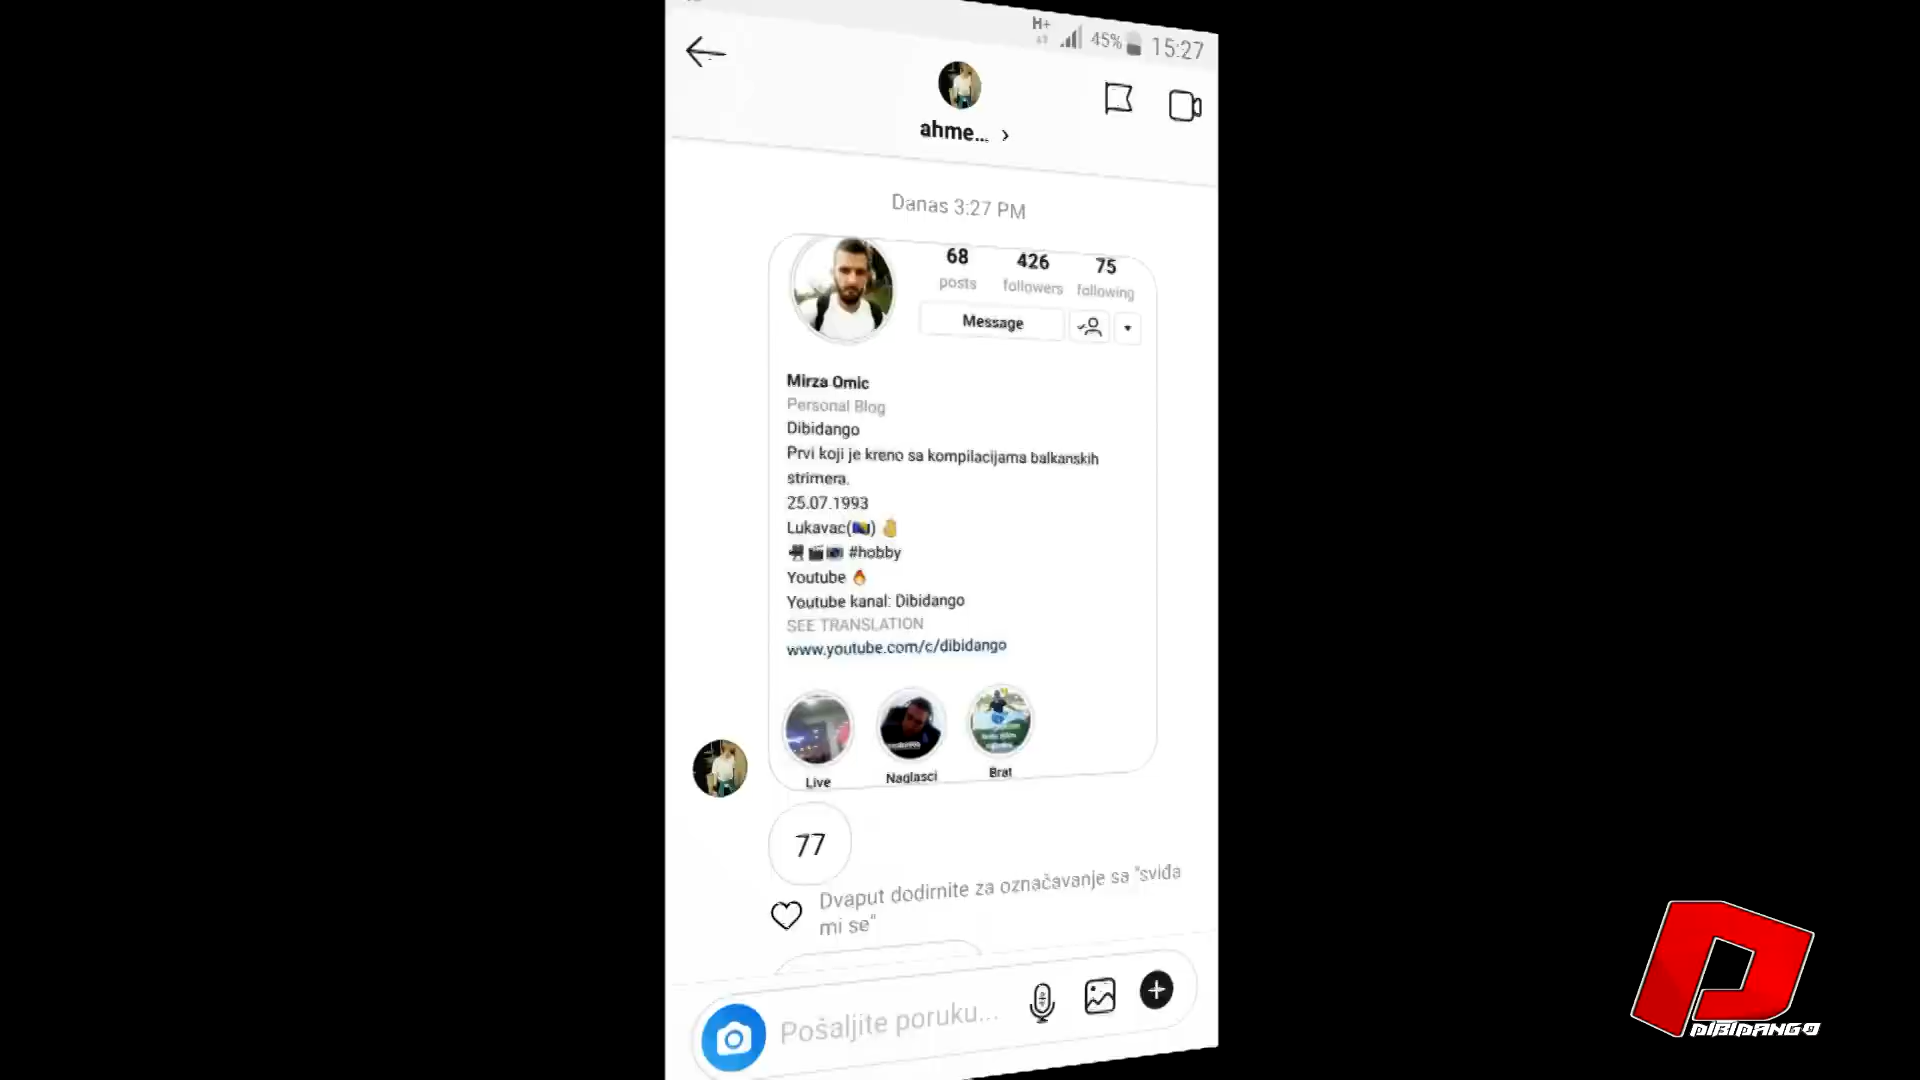 H+
45%
15:27
ahme... >
Danas 3:27 PM
68
426
75
posts
followers
following
Message
Mirza Omic
Personal Blog
Dibidango
Prvi koji je kreno sa kompilacijama balkanskih
strimera.
25.07.1993
Lukavac(🇧🇦) 🤚
🎥🎬📷 #hobby
Youtube 🔥
Youtube kanal: Dibidango
SEE TRANSLATION
www.youtube.com/c/dibidango
Live
Naglasci
Brat
77
Dvaput dodirnite za označavanje sa "sviđa
mi se"
Pošaljite poruku...
DIBIDANGO